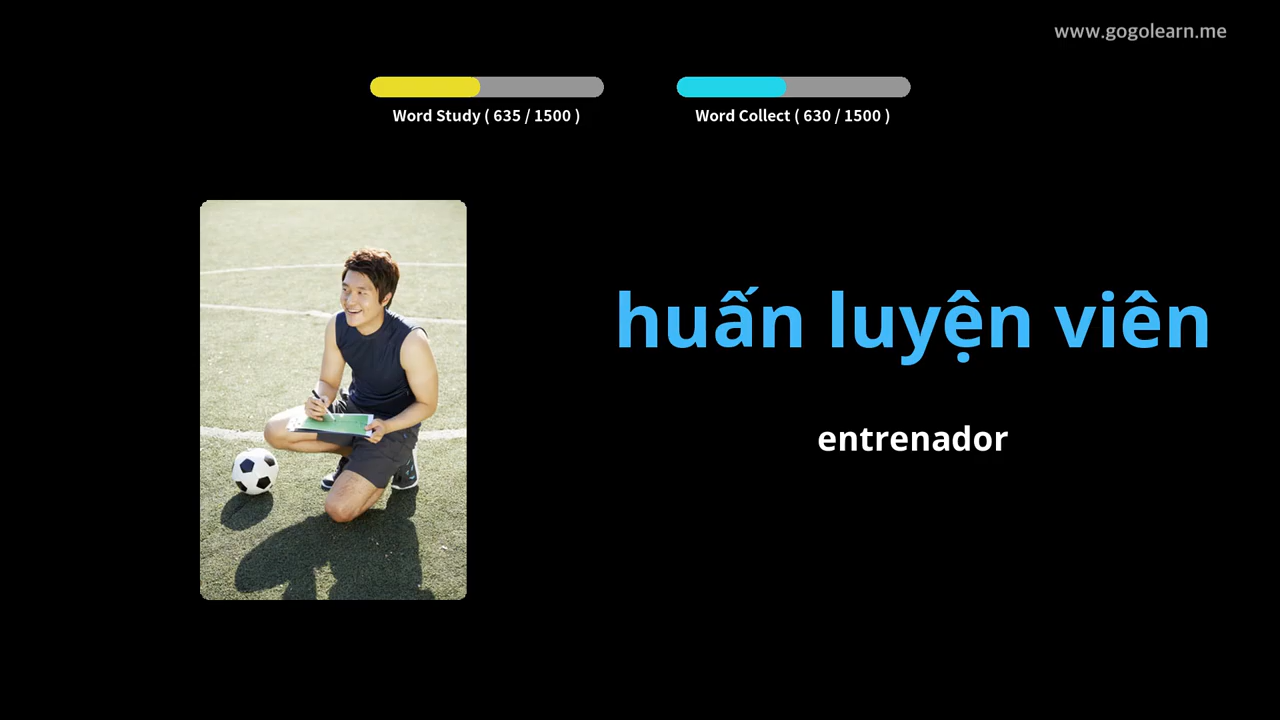 www.gogolearn.me
Word Study ( 635 / 1500 )
Word Collect ( 630 / 1500 )
huấn luyện viên
entrenador